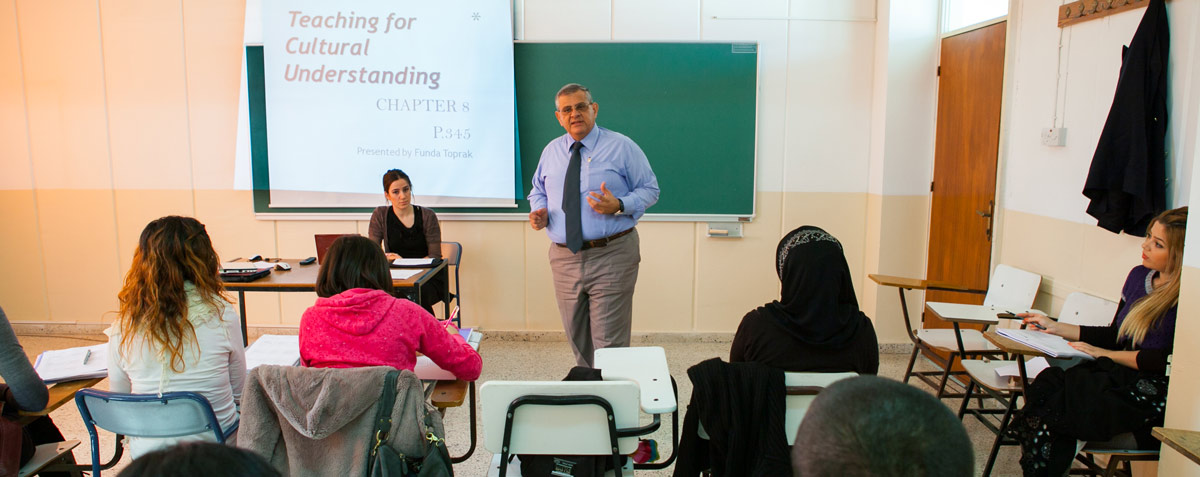 Teaching for *
Cultural
Understanding
CHAPTER 8
P.345
Presented by Funda Toprak